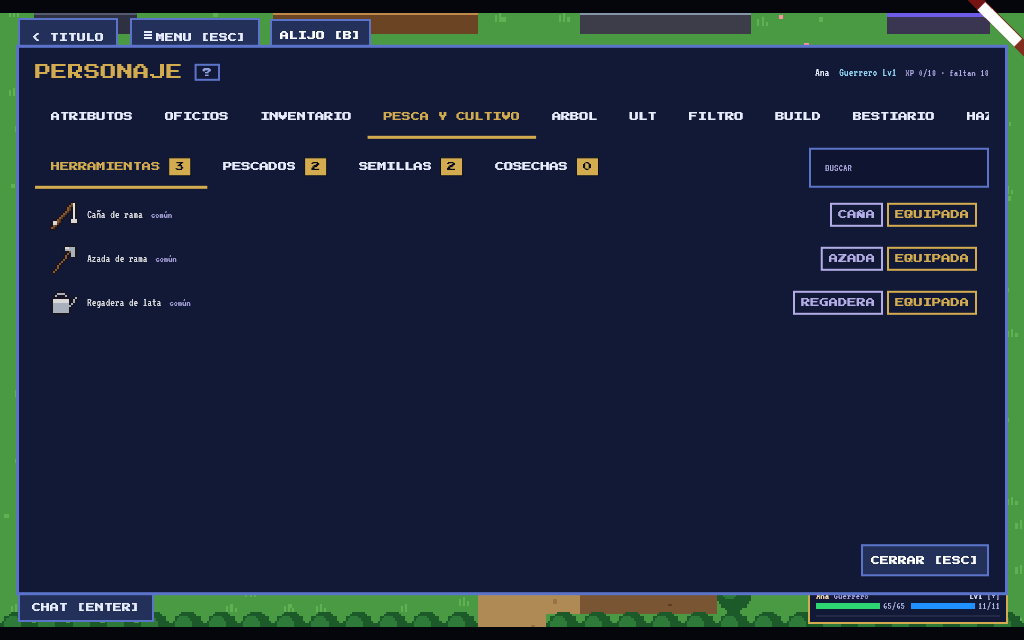 < TITULO
≡MENU [ESC]
ALIJO [B]
PERSONAJE
?
Ana Guerrero Lv1 XP 0/10 · faltan 10
ATRIBUTOS OFICIOS INVENTARIO PESCA Y CULTIVO ARBOL ULT FILTRO BUILD BESTIARIO HAZ
HERRAMIENTAS 3 PESCADOS 2 SEMILLAS 2 COSECHAS 0
BUSCAR
Caña de rama común CAÑA EQUIPADA
Azada de rama común AZADA EQUIPADA
Regadera de lata común REGADERA EQUIPADA
CERRAR [ESC]
CHAT [ENTER]
Ana Guerrero
65/65 11/11